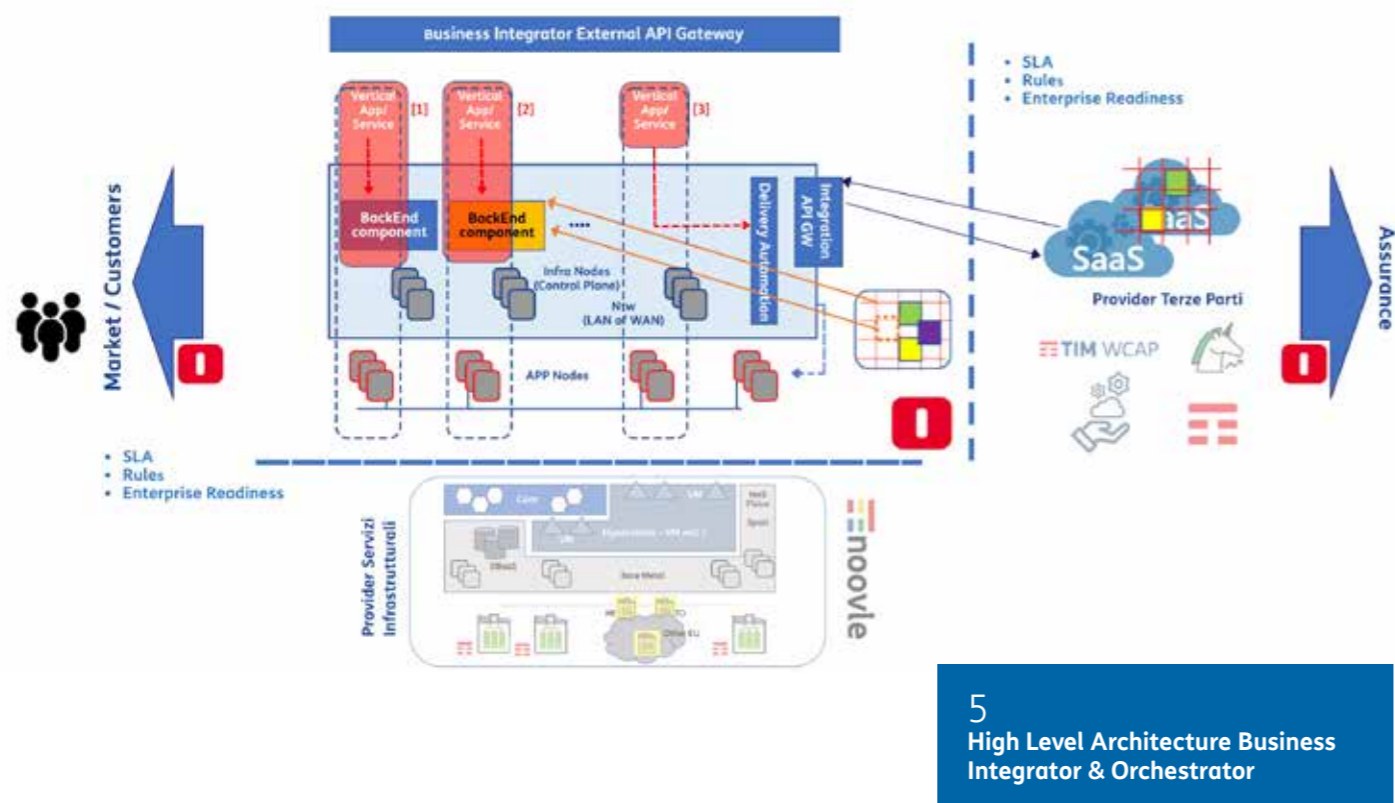 Business Integrator External API Gateway
Vertical
App/
Service
[1]
Vertical
App/
Service
[2]
Vertical
App/
Service
[3]
BackEnd
component
BackEnd
component
....
Infra Nodes
(Control Plane)
Ntw
(LAN of WAN)
Delivery Automation
Integration
API GW
APP Nodes
Market / Customers
• SLA
• Rules
• Enterprise Readiness
• SLA
• Rules
• Enterprise Readiness
SaaS
SaaS
Provider Terze Parti
TIM WCAP
Assurance
Provider Servizi
Infrastrutturali
DBaaS
Bare Metal
Other EU
noovle
5
High Level Architecture Business
Integrator & Orchestrator